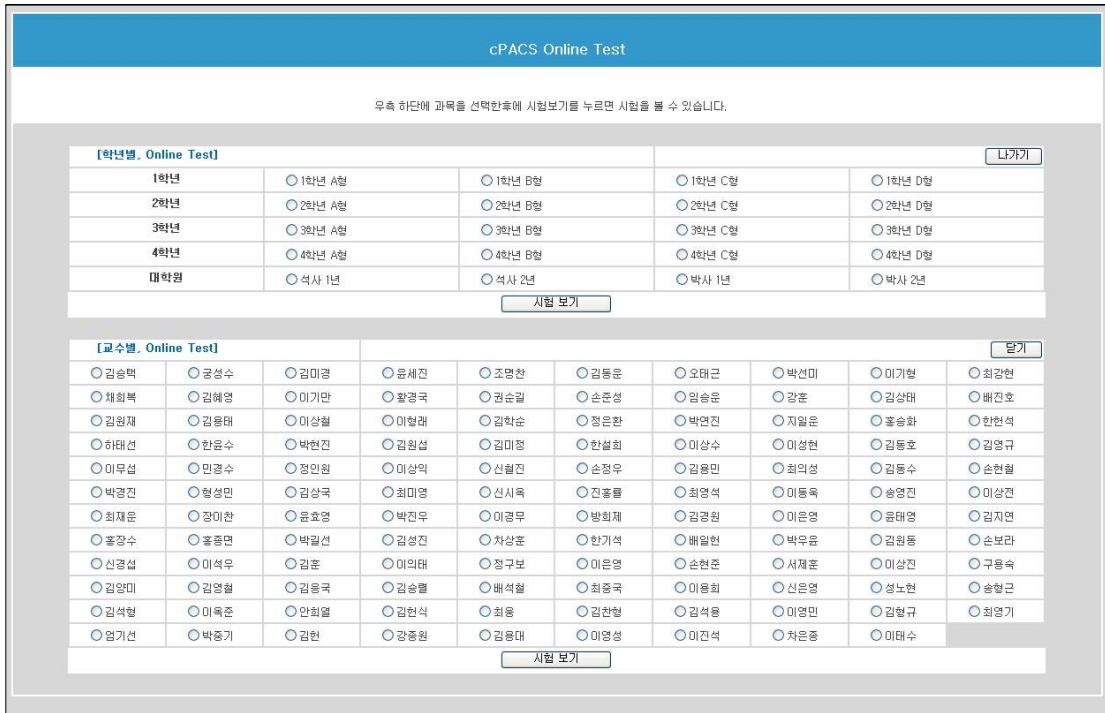 cPACS Online Test
우측 하단에 과목을 선택한후에 시험보기를 누르면 시험을 볼 수 있습니다.
[학년별, Online Test] 나가기
1학년 1학년 A형 1학년 B형 1학년 C형 1학년 D형
2학년 2학년 A형 2학년 B형 2학년 C형 2학년 D형
3학년 3학년 A형 3학년 B형 3학년 C형 3학년 D형
4학년 4학년 A형 4학년 B형 4학년 C형 4학년 D형
대학원 석사 1년 석사 2년 박사 1년 박사 2년
시험 보기
[교수별, Online Test] 닫기
김승택 궁성수 김미경 윤세진 조명찬 김동운 오태근 박선미 이기형 최강현
채희복 김혜영 이기만 황경국 권순길 손준성 임승운 강훈 김상태 배진호
김원재 김용태 이상철 이형래 김학순 정은환 박연진 지일운 홍승화 한헌석
하태선 한윤수 박현진 김원섭 김미정 한설희 이상수 이성현 김동호 김영규
이무섭 민경수 정인원 이상익 신철진 손정우 김용민 최의성 김동수 손현철
박경진 형성민 김상국 최미영 신시옥 진홍률 최영석 이동욱 송영진 이상전
최재운 장이찬 윤효영 박진우 이경무 방희제 김경원 이은영 윤태영 김지연
홍장수 홍종면 박길선 김성진 차상훈 한기석 배일헌 박우윤 김원동 손보라
신경섭 이석우 김훈 이의태 정구보 이은영 손현준 서제훈 이상진 구용숙
김양미 김영철 김응국 김승렬 배석철 최중국 이용희 신은영 성노현 송형근
김석형 이옥준 안희열 김헌식 최웅 김찬형 김석용 이영민 김형규 최영기
엄기선 박중기 김헌 강종원 김용대 이영성 이진석 차은종 이태수
시험 보기